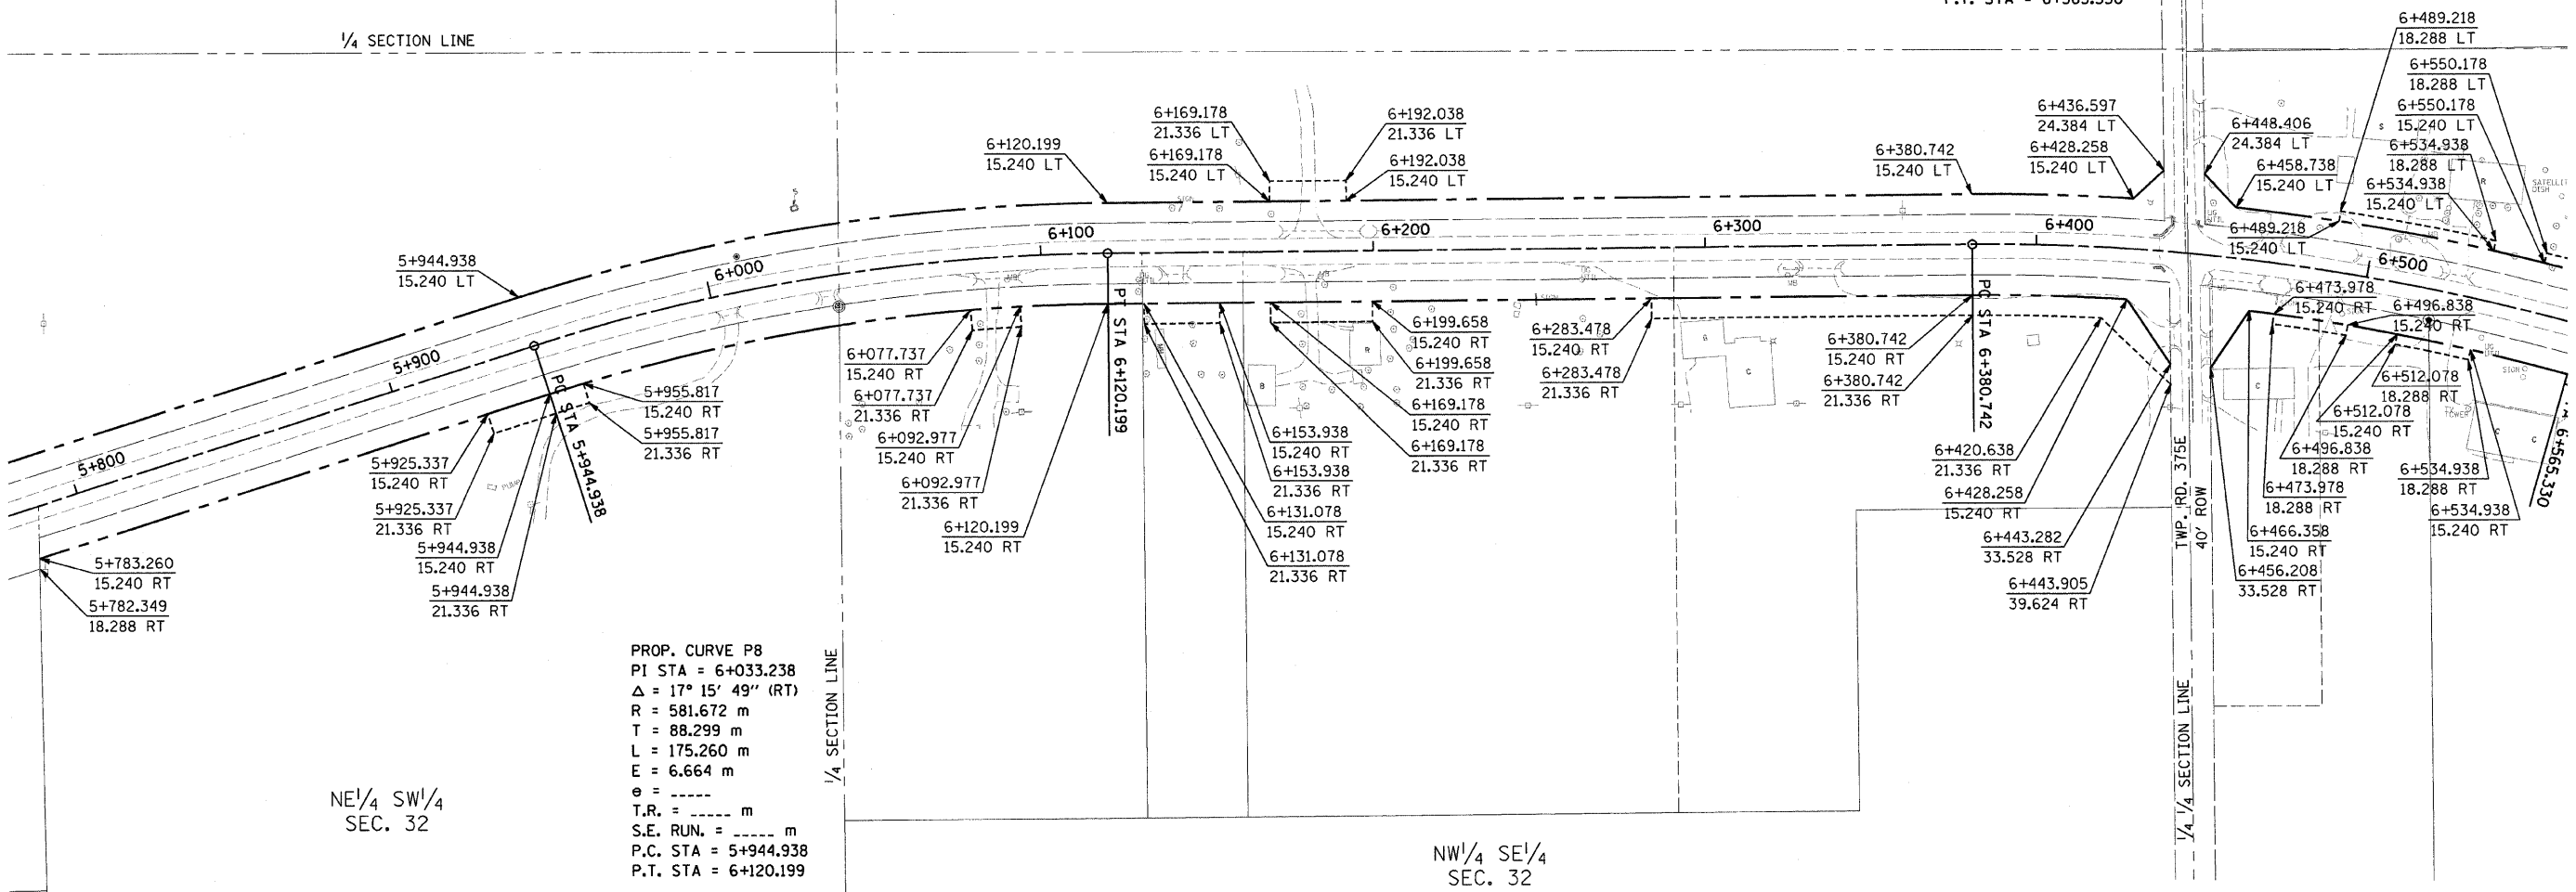 P.T. STA = 6+565.330
1/4 SECTION LINE
6+489.218
18.288 LT
6+550.178
18.288 LT
6+550.178
15.240 LT
6+534.938
18.288 LT
6+534.938
15.240 LT
6+436.597
24.384 LT
6+428.258
15.240 LT
6+448.406
24.384 LT
6+458.738
15.240 LT
6+169.178
21.336 LT
6+169.178
15.240 LT
6+192.038
21.336 LT
6+192.038
15.240 LT
6+120.199
15.240 LT
6+380.742
15.240 LT
6+489.218
15.240 LT
5+944.938
15.240 LT
SATELLIT
DISH
SIGN
S
R
S
UG
UTIL
5+800
5+900
6+000
6+100
6+200
6+300
6+400
6+500
MB
MB
MB
SIGN
PUMP
R
B
G
C
C
C
C
SIGN
TOWER
PC STA 5+944.938
PT STA 6+120.199
PC STA 6+380.742
6+565.330
5+955.817
15.240 RT
5+955.817
21.336 RT
5+925.337
15.240 RT
5+925.337
21.336 RT
5+944.938
15.240 RT
5+944.938
21.336 RT
5+783.260
15.240 RT
5+782.349
18.288 RT
6+077.737
15.240 RT
6+077.737
21.336 RT
6+092.977
15.240 RT
6+092.977
21.336 RT
6+120.199
15.240 RT
6+199.658
15.240 RT
6+199.658
21.336 RT
6+169.178
15.240 RT
6+169.178
21.336 RT
6+153.938
15.240 RT
6+153.938
21.336 RT
6+131.078
15.240 RT
6+131.078
21.336 RT
6+283.478
15.240 RT
6+283.478
21.336 RT
6+380.742
15.240 RT
6+380.742
21.336 RT
6+420.638
21.336 RT
6+428.258
15.240 RT
6+443.282
33.528 RT
6+443.905
39.624 RT
6+473.978
15.240 RT
6+496.838
15.240 RT
6+512.078
18.288 RT
6+512.078
15.240 RT
6+496.838
18.288 RT
6+473.978
18.288 RT
6+534.938
18.288 RT
6+534.938
15.240 RT
6+466.358
15.240 RT
6+456.208
33.528 RT
TWP. RD. 375E
40' ROW
1/4 SECTION LINE
1/4 1/4 SECTION LINE
PROP. CURVE P8
PI STA = 6+033.238
Δ = 17° 15' 49" (RT)
R = 581.672 m
T = 88.299 m
L = 175.260 m
E = 6.664 m
e = -----
T.R. = ----- m
S.E. RUN. = ----- m
P.C. STA = 5+944.938
P.T. STA = 6+120.199
NE1/4 SW1/4
SEC. 32
NW1/4 SE1/4
SEC. 32